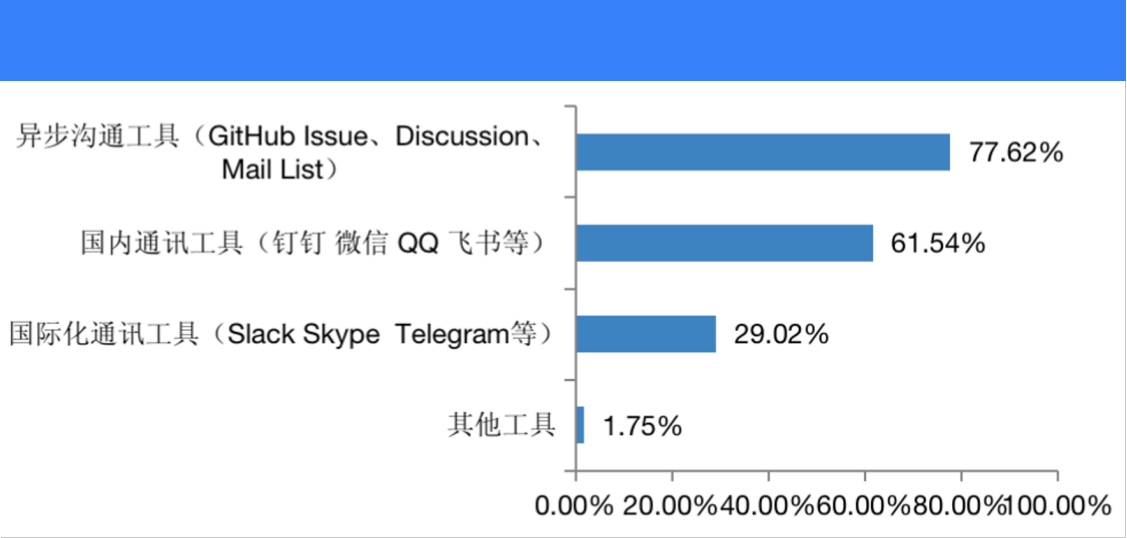 异步沟通工具（GitHub Issue、Discussion、
Mail List）
77.62%
国内通讯工具（钉钉 微信 QQ 飞书等）
61.54%
国际化通讯工具（Slack Skype  Telegram等）
29.02%
其他工具
1.75%
0.00% 20.00% 40.00% 60.00% 80.00% 100.00%